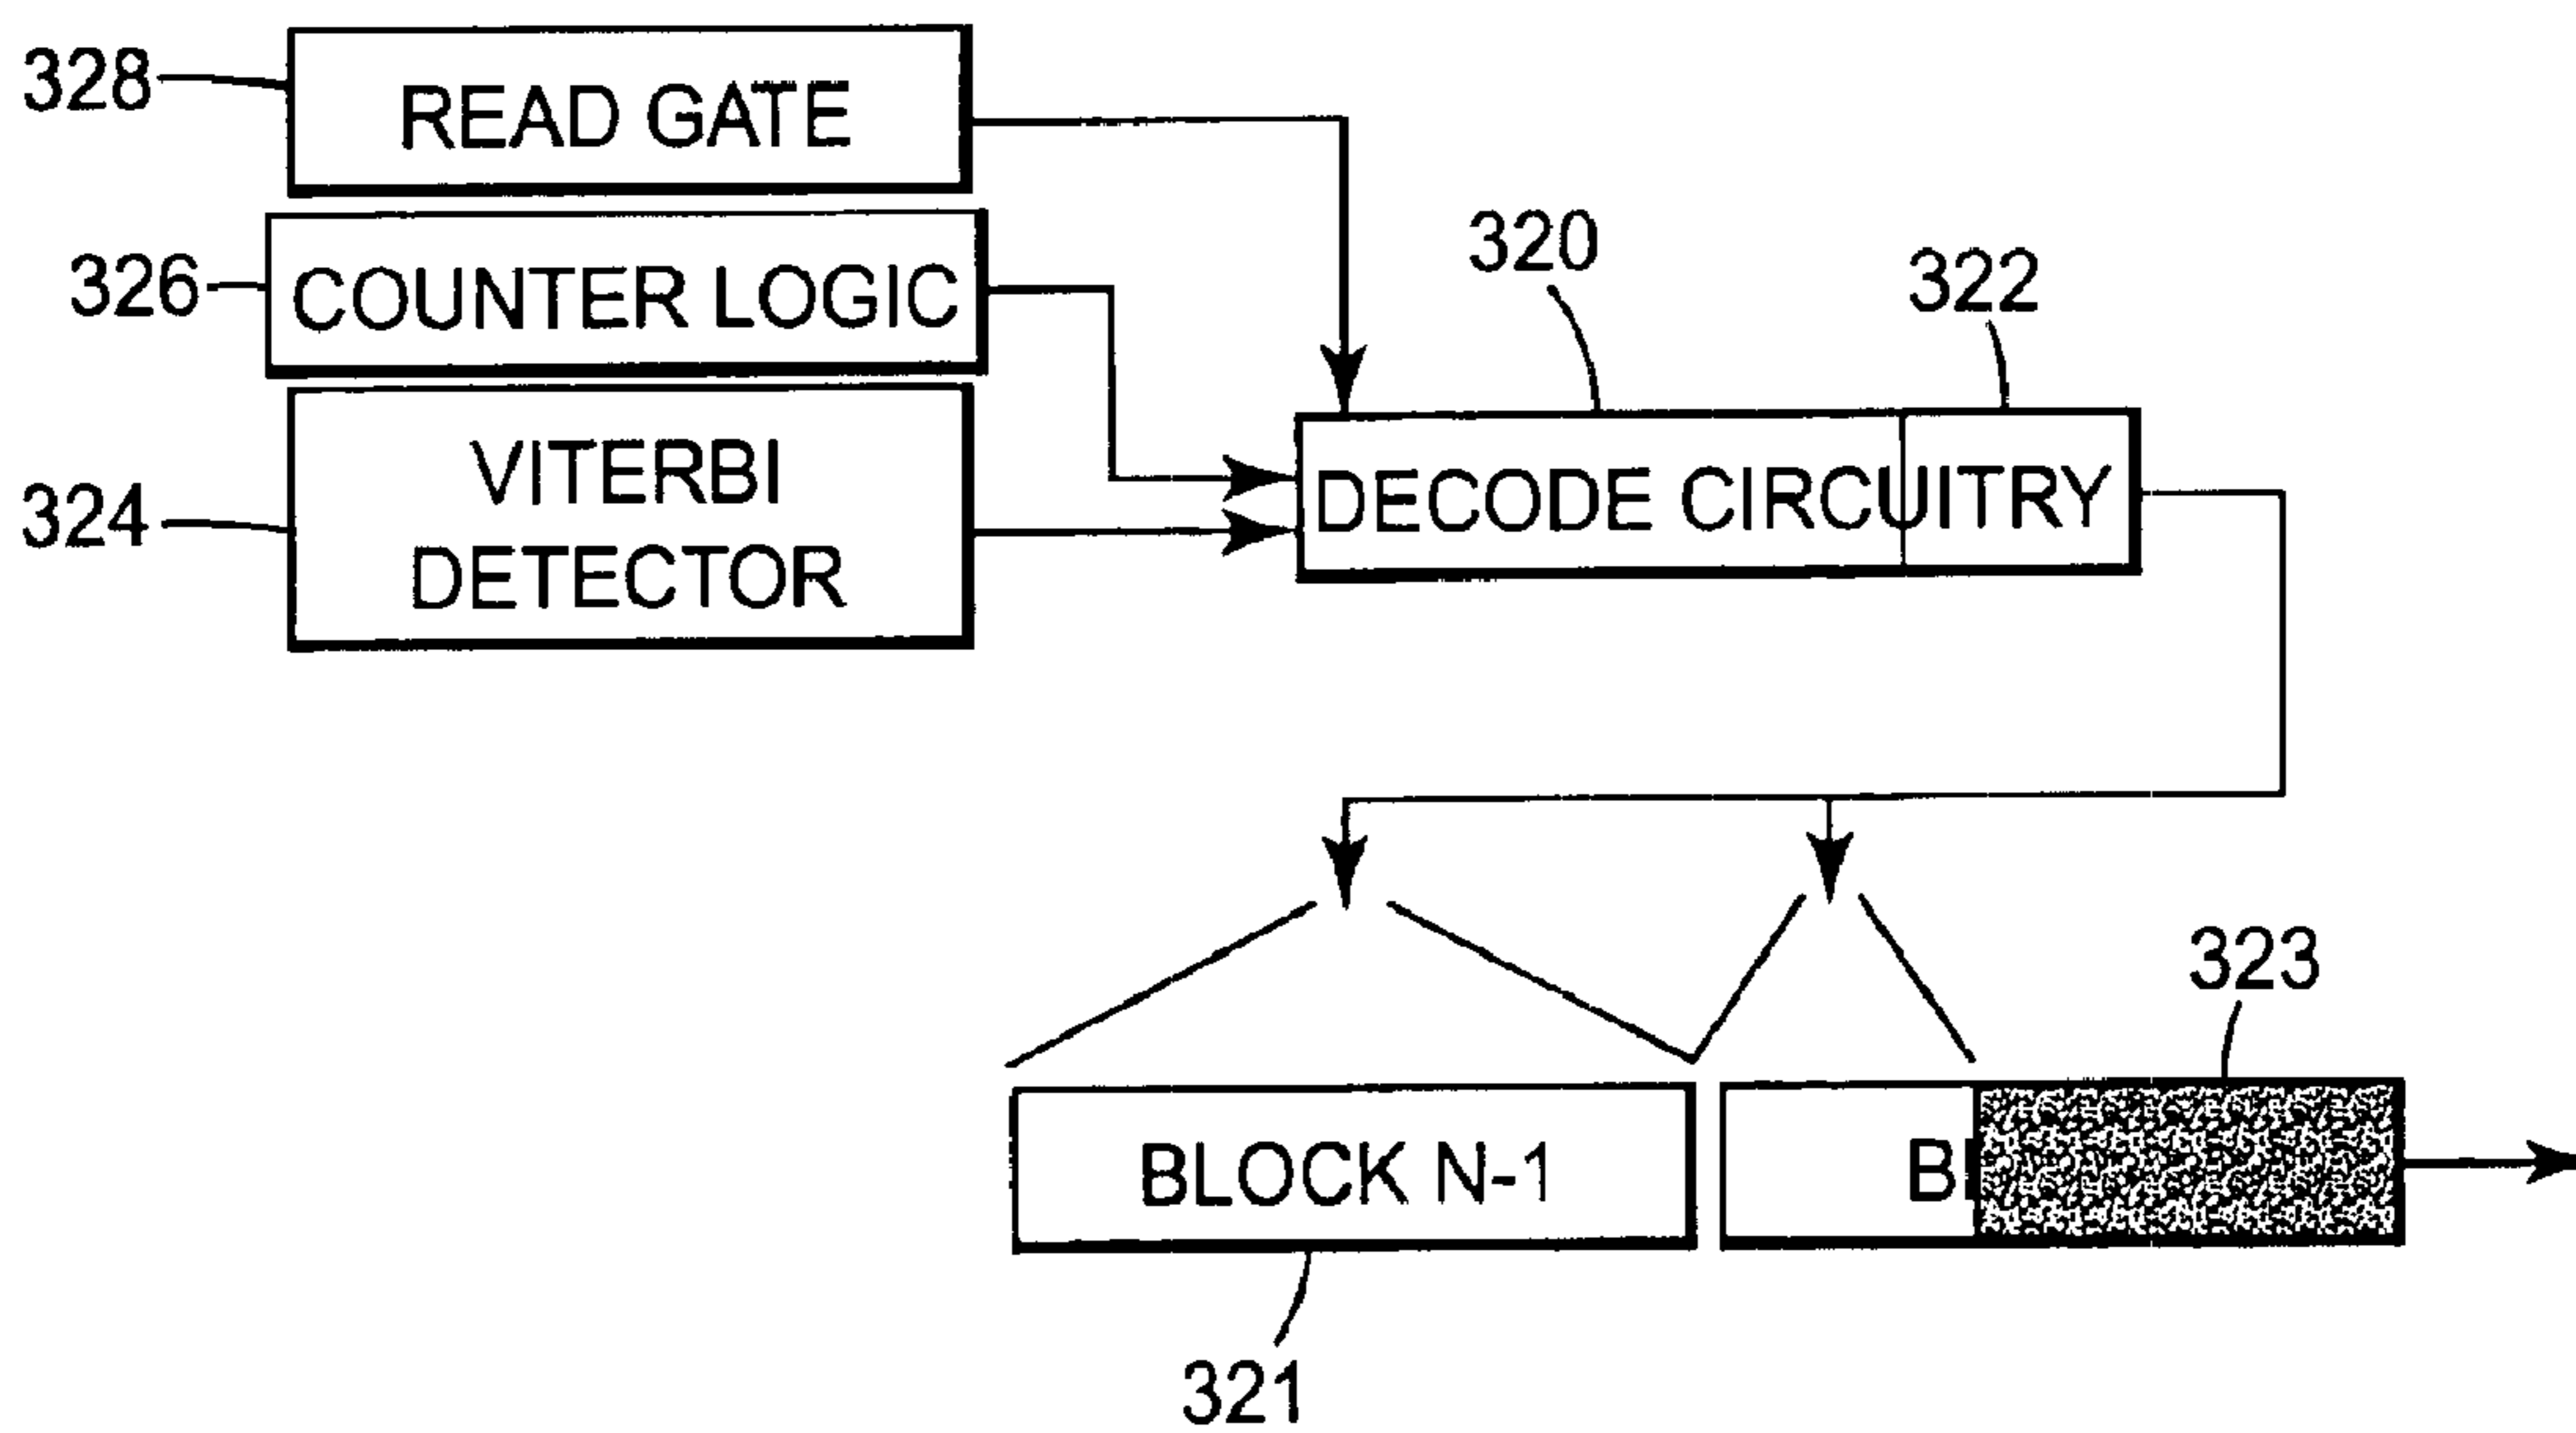 328
READ GATE
326
COUNTER LOGIC
324
VITERBI
DETECTOR
320
322
DECODE CIRCUITRY
323
BLOCK N-1
321